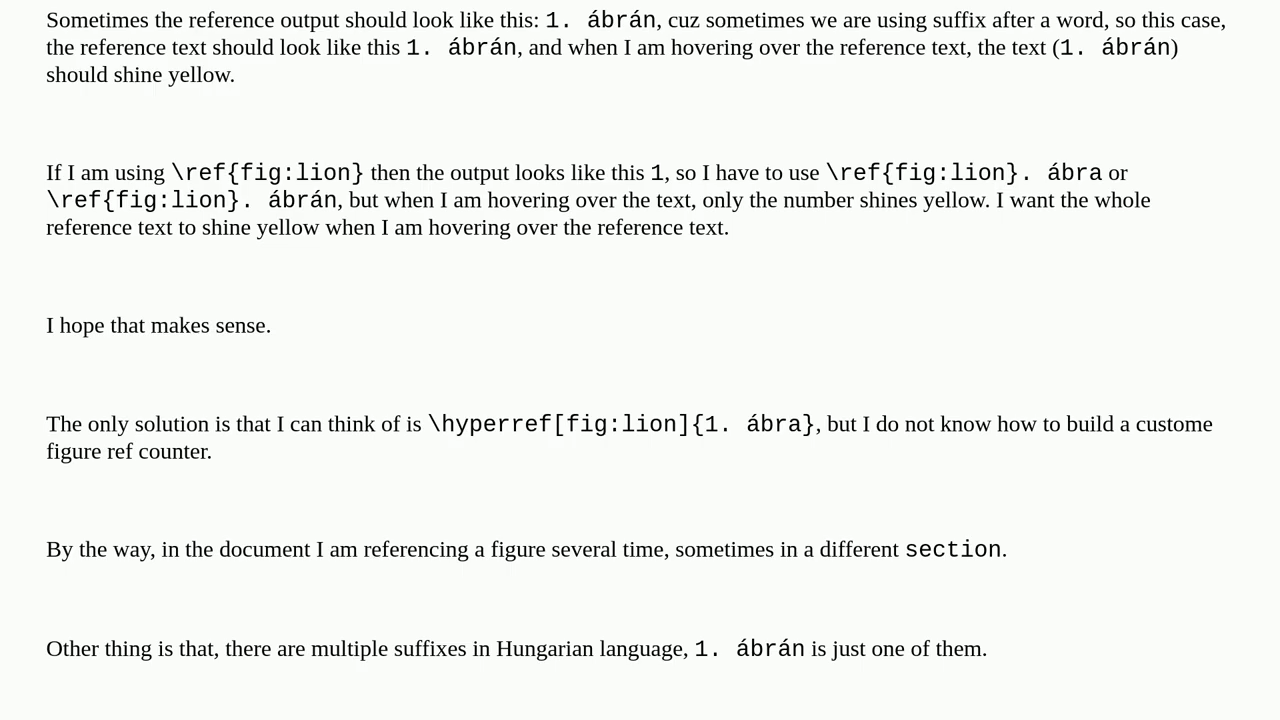 Sometimes the reference output should look like this: 1. ábrán, cuz sometimes we are using suffix after a word, so this case,
the reference text should look like this 1. ábrán, and when I am hovering over the reference text, the text (1. ábrán)
should shine yellow.
If I am using \ref{fig:lion} then the output looks like this 1, so I have to use \ref{fig:lion}. ábra or
\ref{fig:lion}. ábrán, but when I am hovering over the text, only the number shines yellow. I want the whole
reference text to shine yellow when I am hovering over the reference text.
I hope that makes sense.
The only solution is that I can think of is \hyperref[fig:lion]{1. ábra}, but I do not know how to build a custome
figure ref counter.
By the way, in the document I am referencing a figure several time, sometimes in a different section.
Other thing is that, there are multiple suffixes in Hungarian language, 1. ábrán is just one of them.